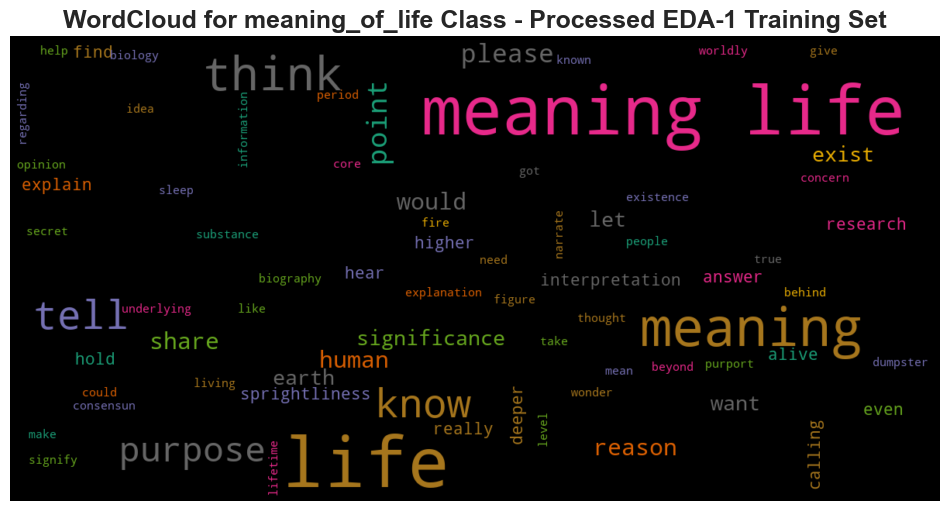 WordCloud for meaning_of_life Class - Processed EDA-1 Training Set
help
find
biology
think
please
known
worldly
give
regarding
idea
information
period
point
meaning life
opinion
explain
sleep
core
got
exist
concern
secret
substance
would
fire
higher
existence
let
narrate
people
research
need
true
biography
hear
explanation
figure
interpretation
answer
behind
tell
underlying
like
share
significance
take
thought
meaning
alive
hold
human
earth
mean
beyond
purport
dumpster
could
consensun
living
sprightliness
know
really
deeper
level
wonder
want
even
make
signify
purpose
lifetime
life
reason
calling